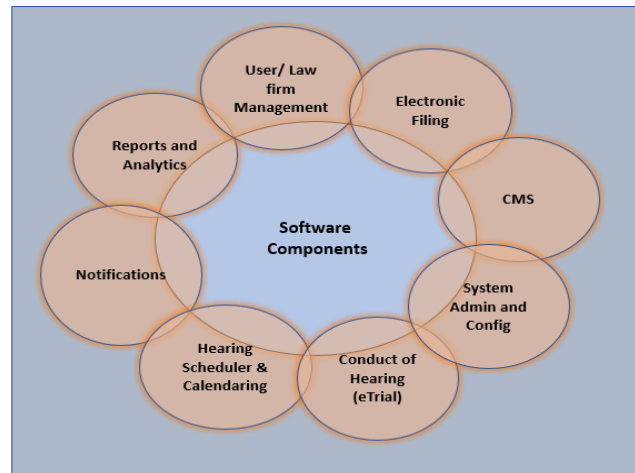 User/ Law
firm
Management
Electronic
Filing
Reports and
Analytics
CMS
Software
Components
Notifications
System
Admin and
Config
Hearing
Scheduler &
Calendaring
Conduct of
Hearing
(eTrial)